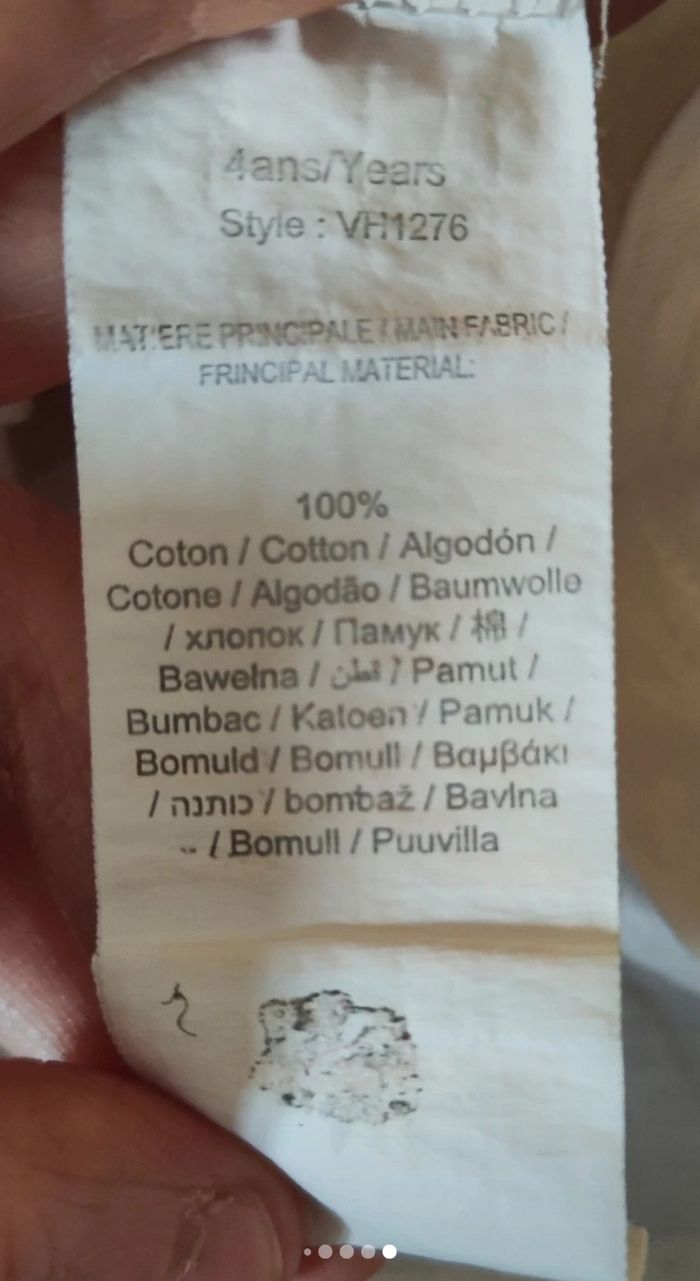 4ans/Years
Style : VH1276
MATIERE PRINCIPALE / MAIN FABRIC /
PRINCIPAL MATERIAL:
100%
Coton / Cotton / Algodón /
Cotone / Algodão / Baumwolle
/ хлопок / Памук / 棉 /
Bawełna / قطن / Pamut /
Bumbac / Katoen / Pamuk /
Bomuld / Bomull / Βαμβάκι
/ כותנה / bombaž / Bavlna
/ Bomull / Puuvilla